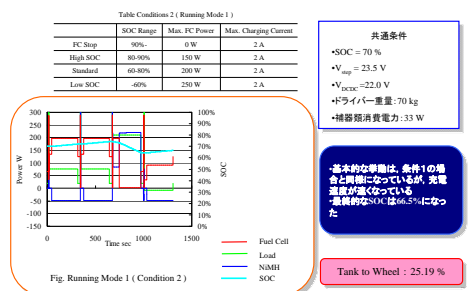 Table Conditions 2 ( Running Mode 1 )
SOC Range Max. FC Power Max. Charging Current
FC Stop 90%- 0 W 2 A
High SOC 80-90% 150 W 2 A
Standard 60-80% 200 W 2 A
Low SOC -60% 250 W 2 A
共通条件
•SOC = 70 %
•Vstep = 23.5 V
•VDCDC =22.0 V
•ドライバー重量：70 kg
•補器類消費電力：33 W
300
250
200
150
100
50
0
-50
-100
-150
Power W
100%
90%
80%
70%
60%
50%
40%
30%
20%
10%
0%
SOC
0 500 1000 1500
Time sec
Fuel Cell
Load
NiMH
SOC
Fig. Running Mode 1 ( Condition 2 )
•基本的な挙動は、条件1の場
合と同様になっているが、充電
速度が速くなっている
•最終的なSOCは66.5%になっ
た
Tank to Wheel：25.19 %